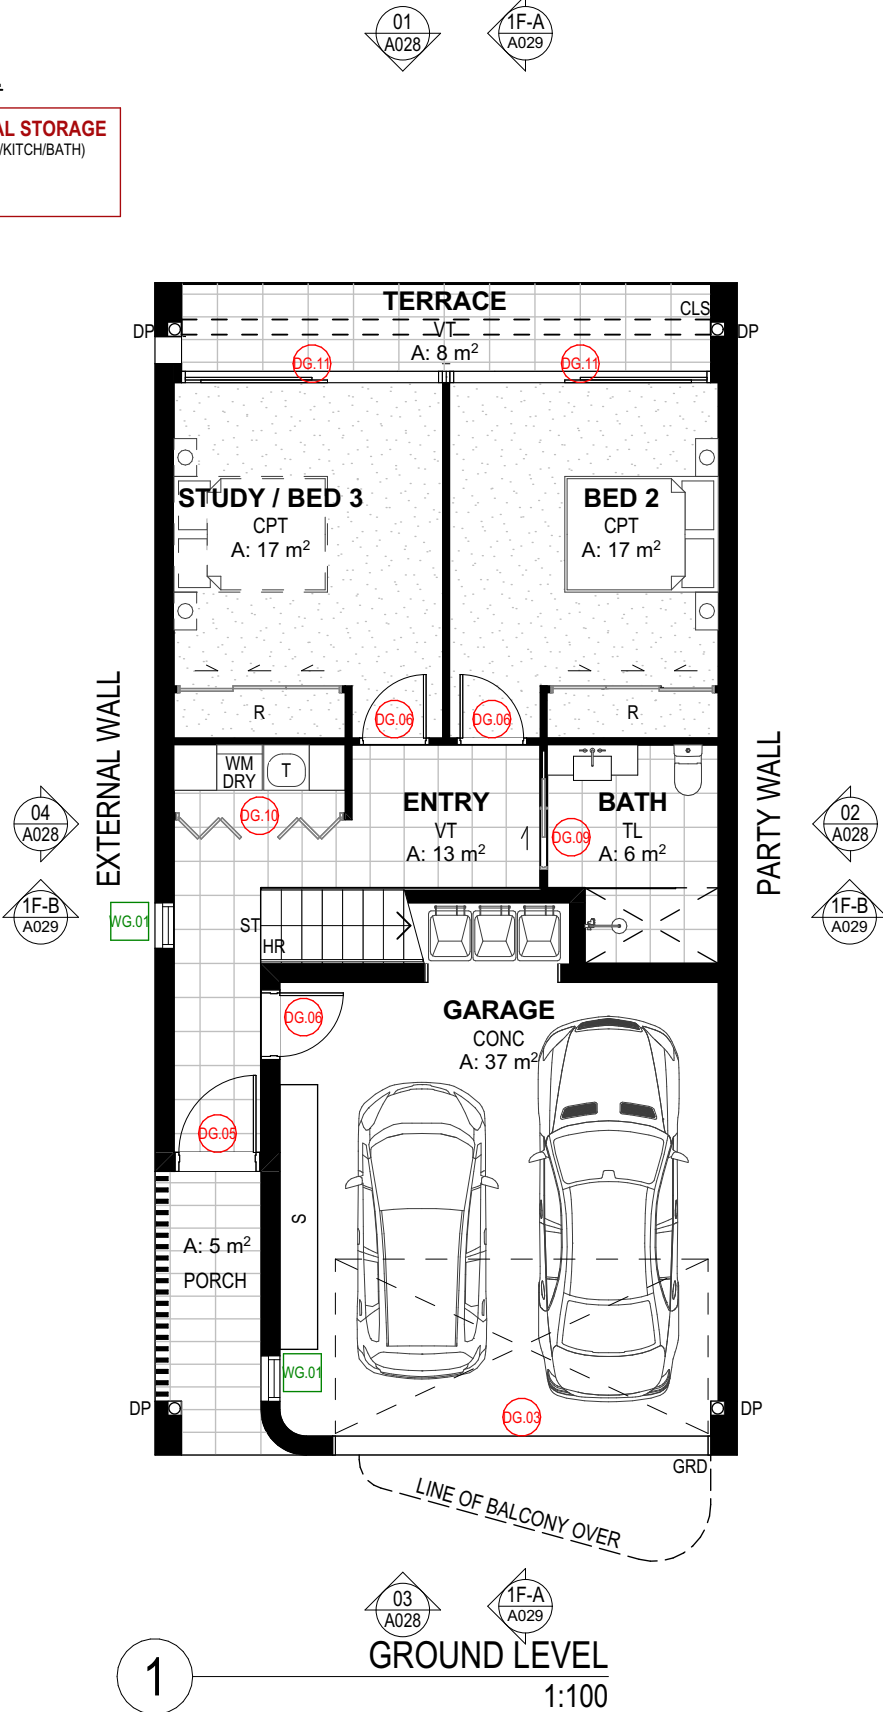 01
A028
1F-A
A029
AL STORAGE
/KITCH/BATH)
TERRACE
VT
A: 8 m²
CLS
DP
DP
DG.11
DG.11
STUDY / BED 3
CPT
A: 17 m²
BED 2
CPT
A: 17 m²
R
R
DG.06
DG.06
EXTERNAL WALL
PARTY WALL
WM
DRY
T
DG.10
ENTRY
VT
A: 13 m²
BATH
TL
A: 6 m²
DG.09
04
A028
02
A028
1F-B
A029
1F-B
A029
WG.01
ST
HR
GARAGE
CONC
A: 37 m²
DG.06
DG.05
S
A: 5 m²
PORCH
WG.01
DP
DP
DG.03
GRD
LINE OF BALCONY OVER
03
A028
1F-A
A029
1
GROUND LEVEL
1:100